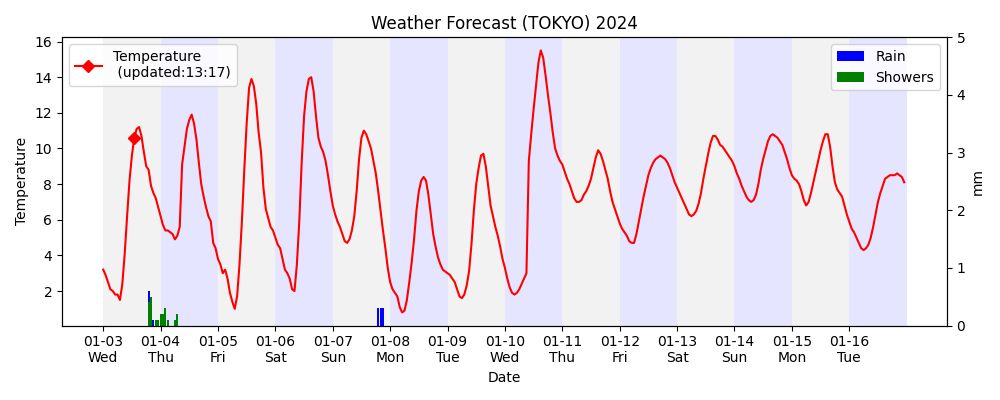 Weather Forecast (TOKYO) 2024
Temperature
(updated:13:17)
Rain
Showers
16
14
12
10
8
6
4
2
Temperature
5
4
3
2
1
0
mm
01-03 01-04 01-05 01-06 01-07 01-08 01-09 01-10 01-11 01-12 01-13 01-14 01-15 01-16
Wed Thu Fri Sat Sun Mon Tue Wed Thu Fri Sat Sun Mon Tue
Date